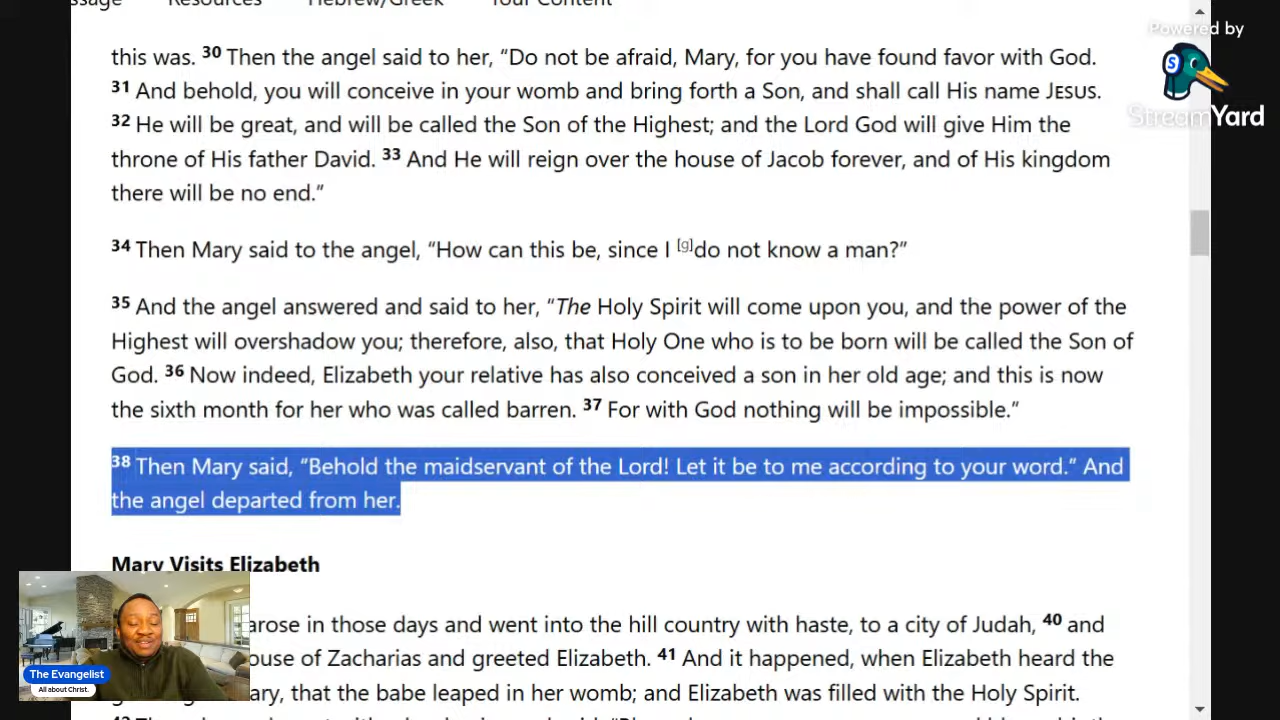 Resources Hebrew/Greek Your Content
Powered by
StreamYard
this was. 30 Then the angel said to her, “Do not be afraid, Mary, for you have found favor with God.
31 And behold, you will conceive in your womb and bring forth a Son, and shall call His name JESUS.
32 He will be great, and will be called the Son of the Highest; and the Lord God will give Him the
throne of His father David. 33 And He will reign over the house of Jacob forever, and of His kingdom
there will be no end.”
34 Then Mary said to the angel, “How can this be, since I [g]do not know a man?”
35 And the angel answered and said to her, “The Holy Spirit will come upon you, and the power of the
Highest will overshadow you; therefore, also, that Holy One who is to be born will be called the Son of
God. 36 Now indeed, Elizabeth your relative has also conceived a son in her old age; and this is now
the sixth month for her who was called barren. 37 For with God nothing will be impossible.”
38 Then Mary said, “Behold the maidservant of the Lord! Let it be to me according to your word.” And
the angel departed from her.
Mary Visits Elizabeth
arose in those days and went into the hill country with haste, to a city of Judah, 40 and
ouse of Zacharias and greeted Elizabeth. 41 And it happened, when Elizabeth heard the
ary, that the babe leaped in her womb; and Elizabeth was filled with the Holy Spirit.
The Evangelist
All about Christ.